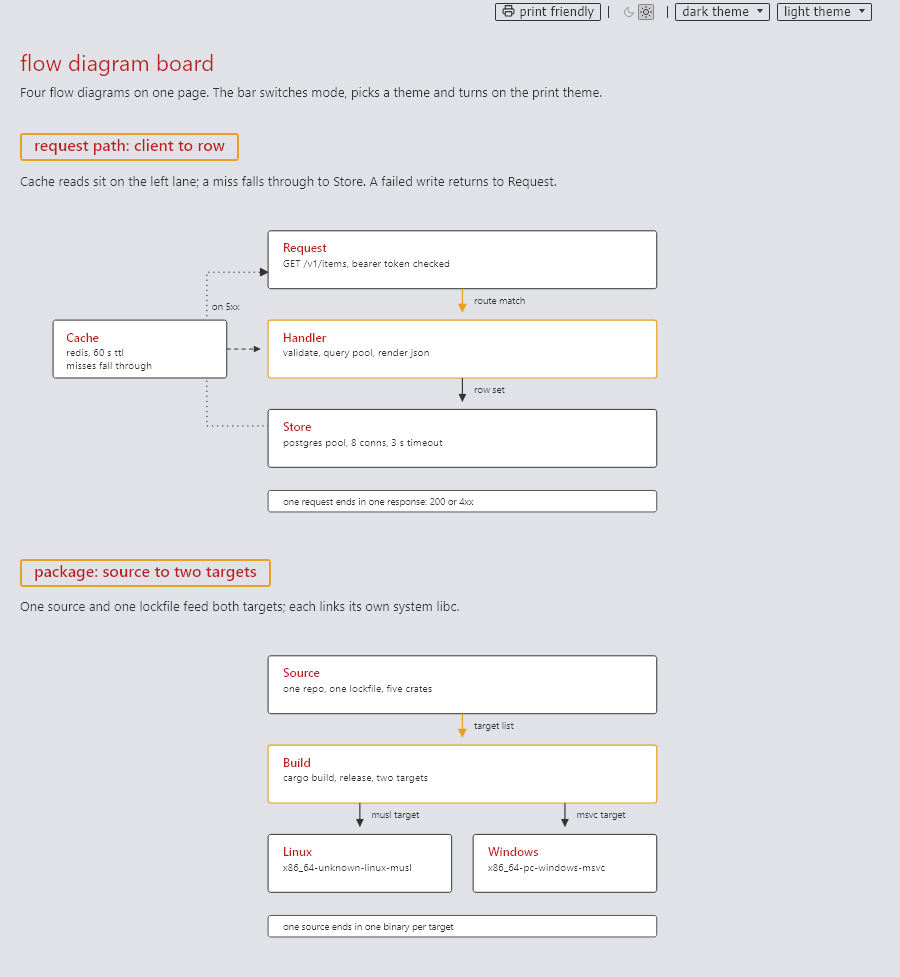 print friendly | | dark theme light theme
flow diagram board
Four flow diagrams on one page. The bar switches mode, picks a theme and turns on the print theme.
request path: client to row
Cache reads sit on the left lane; a miss falls through to Store. A failed write returns to Request.
Request
GET /v1/items, bearer token checked
route match
on 5xx
Cache
redis, 60 s ttl
misses fall through
Handler
validate, query pool, render json
row set
Store
postgres pool, 8 conns, 3 s timeout
one request ends in one response: 200 or 4xx
package: source to two targets
One source and one lockfile feed both targets; each links its own system libc.
Source
one repo, one lockfile, five crates
target list
Build
cargo build, release, two targets
musl target
msvc target
Linux
x86_64-unknown-linux-musl
Windows
x86_64-pc-windows-msvc
one source ends in one binary per target